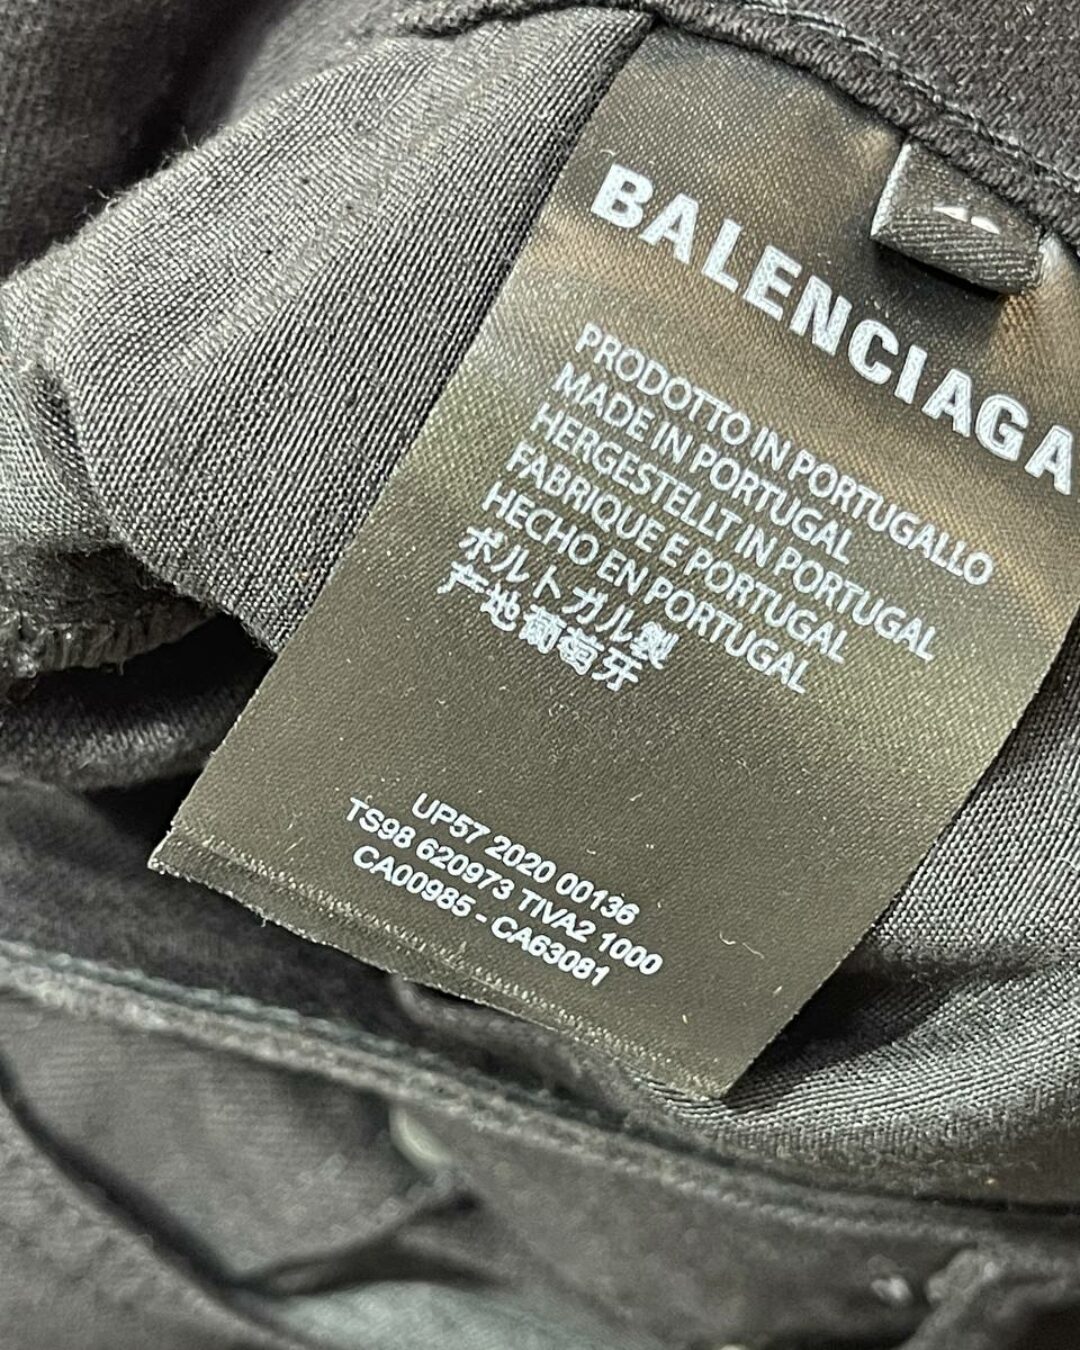 BALENCIAGA
PRODOTTO IN PORTUGALLO
MADE IN PORTUGAL
HERGESTELLT IN PORTUGAL
FABRIQUE E PORTUGAL
HECHO EN PORTUGAL
ポルトガル製
产地葡萄牙
UP57 2020 00136
TS98 620973 TIVA2 1000
CA00985 - CA63081